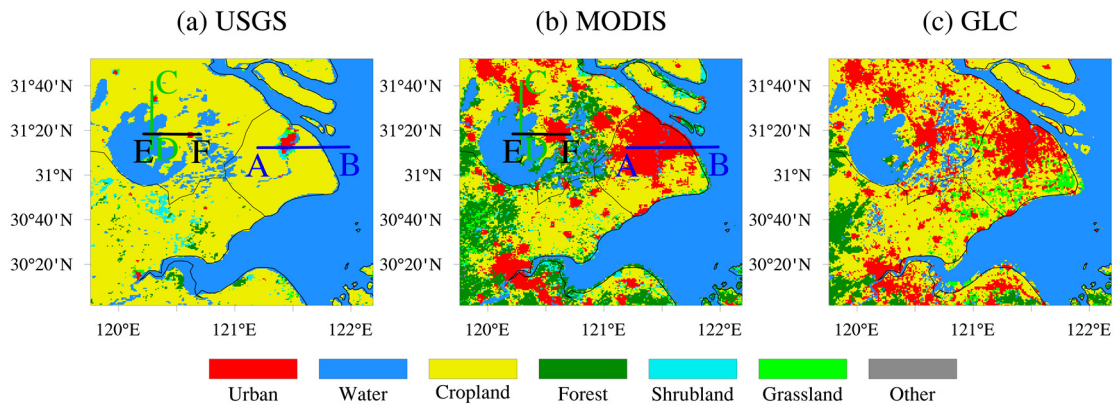 (a) USGS
(b) MODIS
(c) GLC
31°40'N
31°20'N
31°N
30°40'N
30°20'N
C
E D F
A B
120°E 121°E 122°E
31°40'N
31°20'N
31°N
30°40'N
30°20'N
C
E D F
A B
120°E 121°E 122°E
31°40'N
31°20'N
31°N
30°40'N
30°20'N
120°E 121°E 122°E
Urban Water Cropland Forest Shrubland Grassland Other